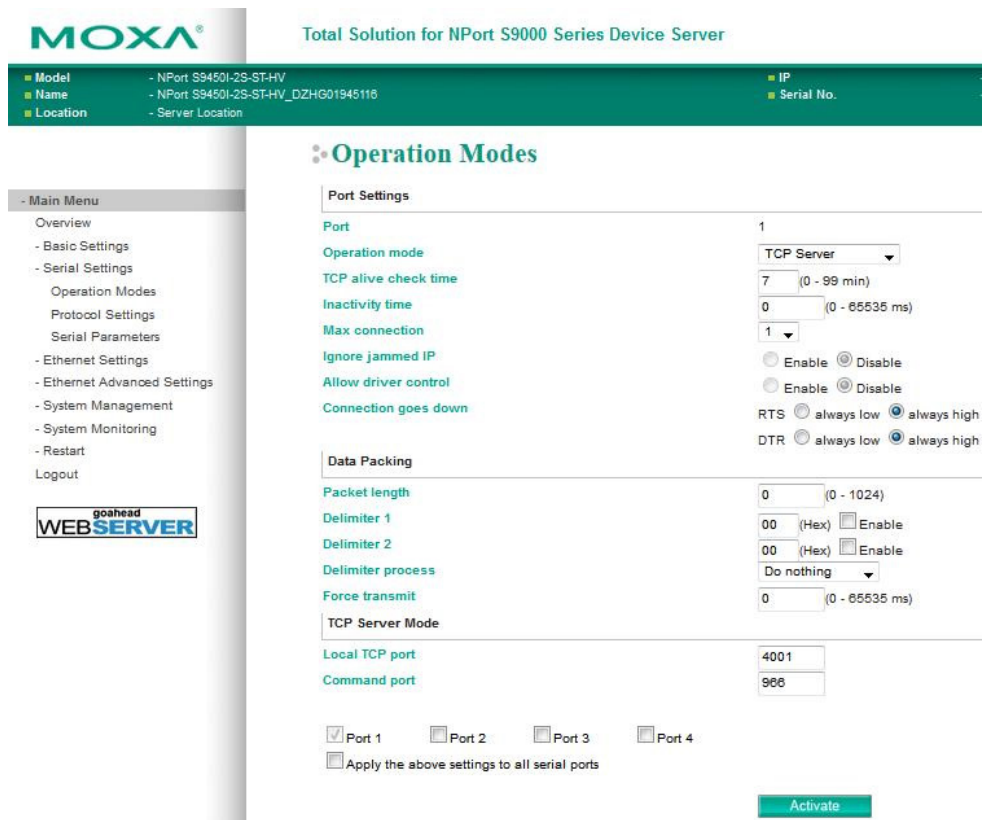 MOXA®
Total Solution for NPort S9000 Series Device Server
Model - NPort S9450I-2S-ST-HV IP -
Name - NPort S9450I-2S-ST-HV_DZHG01945116 Serial No. -
Location - Server Location
- Main Menu
Overview
- Basic Settings
- Serial Settings
Operation Modes
Protocol Settings
Serial Parameters
- Ethernet Settings
- Ethernet Advanced Settings
- System Management
- System Monitoring
- Restart
Logout
goahead
WEBSERVER
Operation Modes
Port Settings
Port 1
Operation mode TCP Server
TCP alive check time 7 (0 - 99 min)
Inactivity time 0 (0 - 65535 ms)
Max connection 1
Ignore jammed IP Enable Disable
Allow driver control Enable Disable
Connection goes down RTS always low always high
DTR always low always high
Data Packing
Packet length 0 (0 - 1024)
Delimiter 1 00 (Hex) Enable
Delimiter 2 00 (Hex) Enable
Delimiter process Do nothing
Force transmit 0 (0 - 65535 ms)
TCP Server Mode
Local TCP port 4001
Command port 966
Port 1 Port 2 Port 3 Port 4
Apply the above settings to all serial ports
Activate